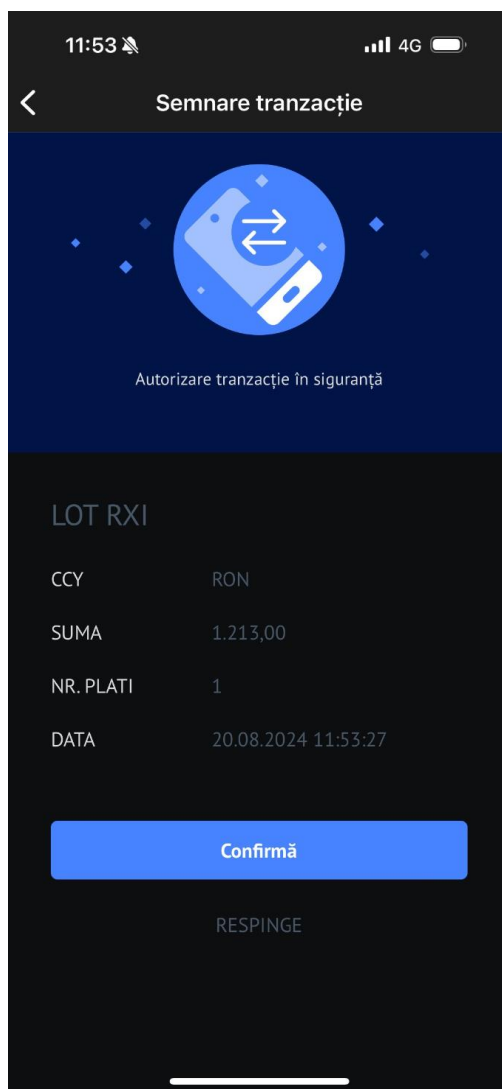 11:53
4G
Semnare tranzacție
Autorizare tranzacție în siguranță
LOT RXI
CCY RON
SUMA 1.213,00
NR. PLATI 1
DATA 20.08.2024 11:53:27
Confirmă
RESPINGE